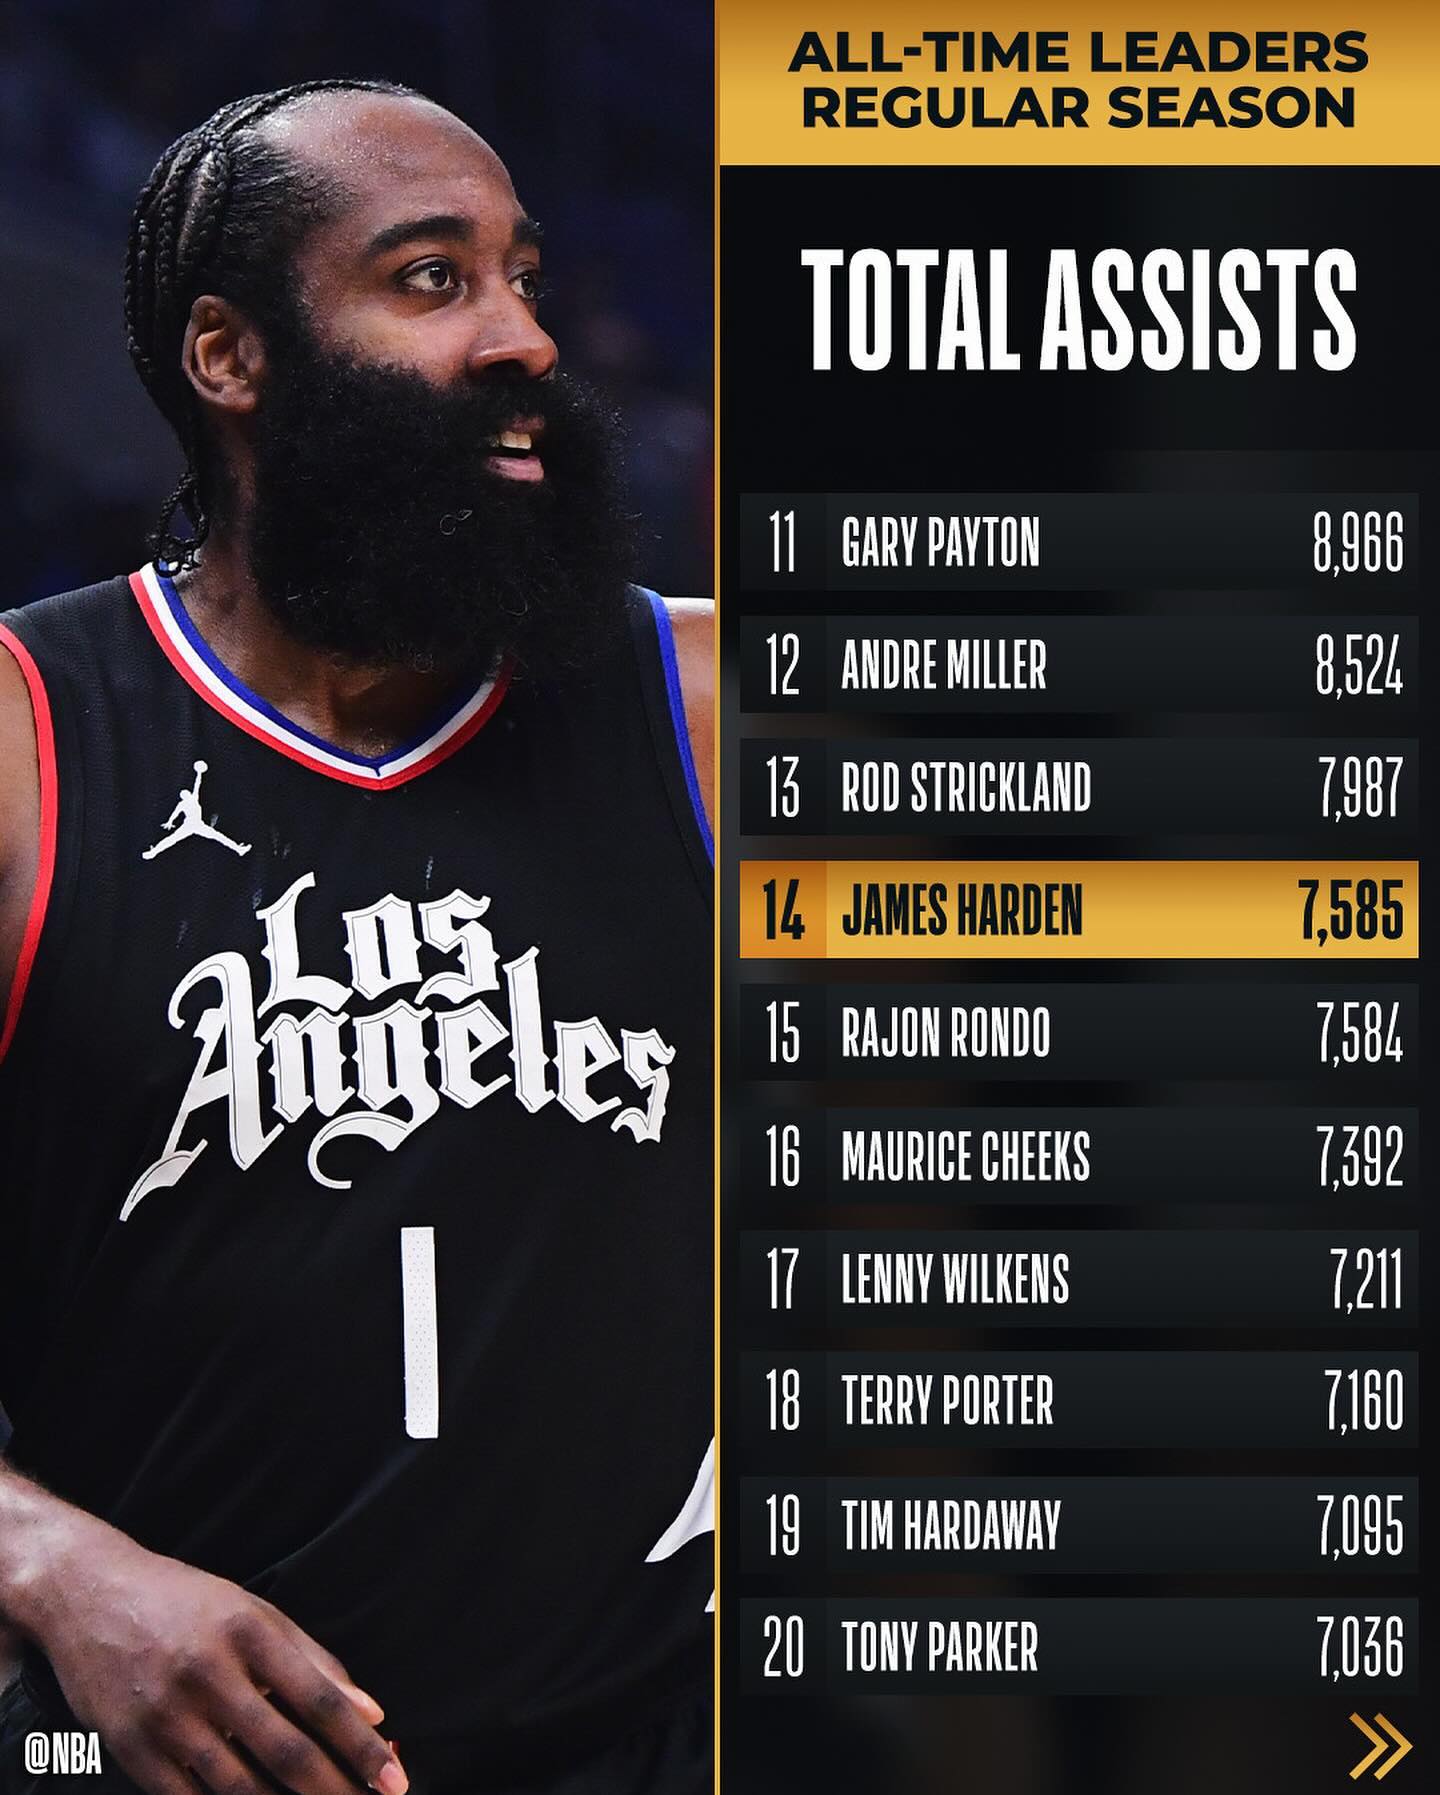 ALL-TIME LEADERS
REGULAR SEASON
TOTAL ASSISTS
11 GARY PAYTON 8,966
12 ANDRE MILLER 8,524
13 ROD STRICKLAND 7,987
14 JAMES HARDEN 7,585
15 RAJON RONDO 7,584
16 MAURICE CHEEKS 7,392
17 LENNY WILKENS 7,211
18 TERRY PORTER 7,160
19 TIM HARDAWAY 7,095
20 TONY PARKER 7,036
Los
Angeles
1
@NBA